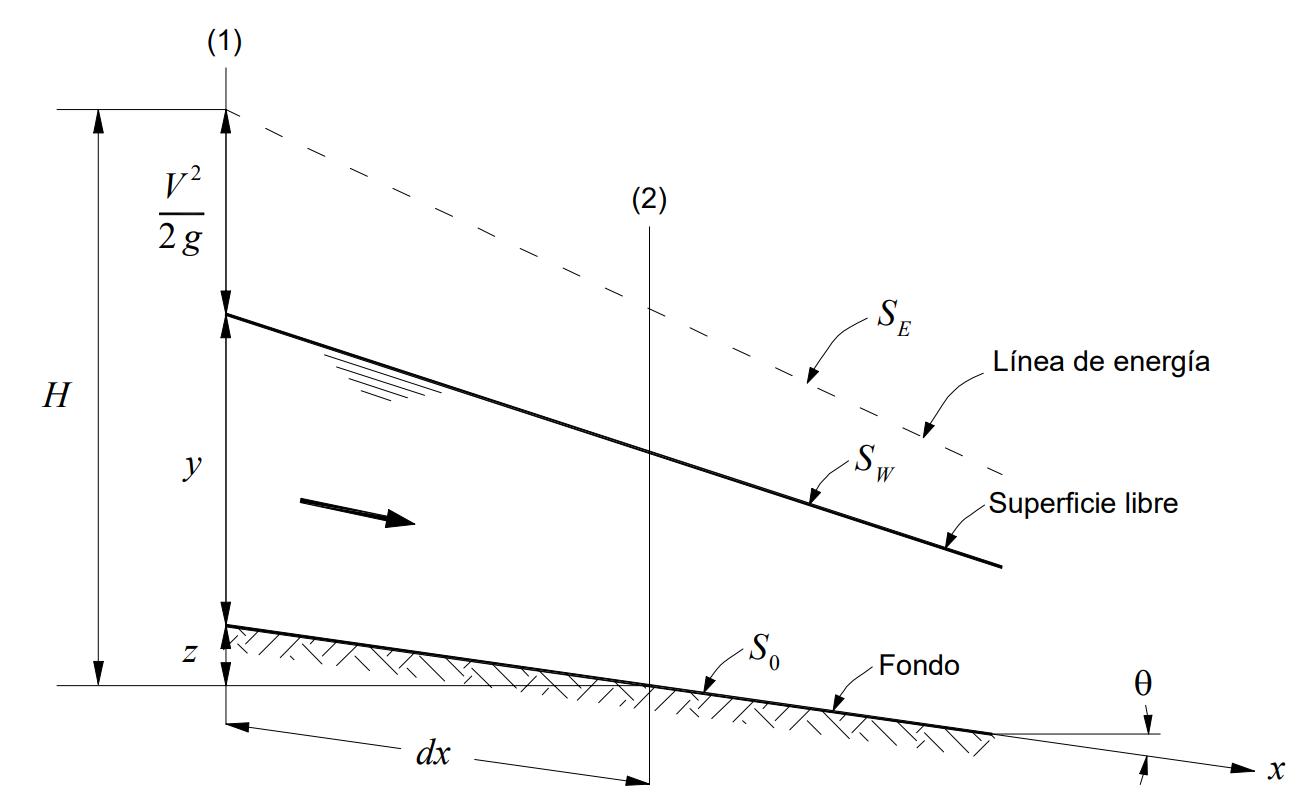 (1)
V²
2 g
(2)
S_E
Línea de energía
H
y
S_W
Superficie libre
z
S_0
Fondo
θ
dx
x